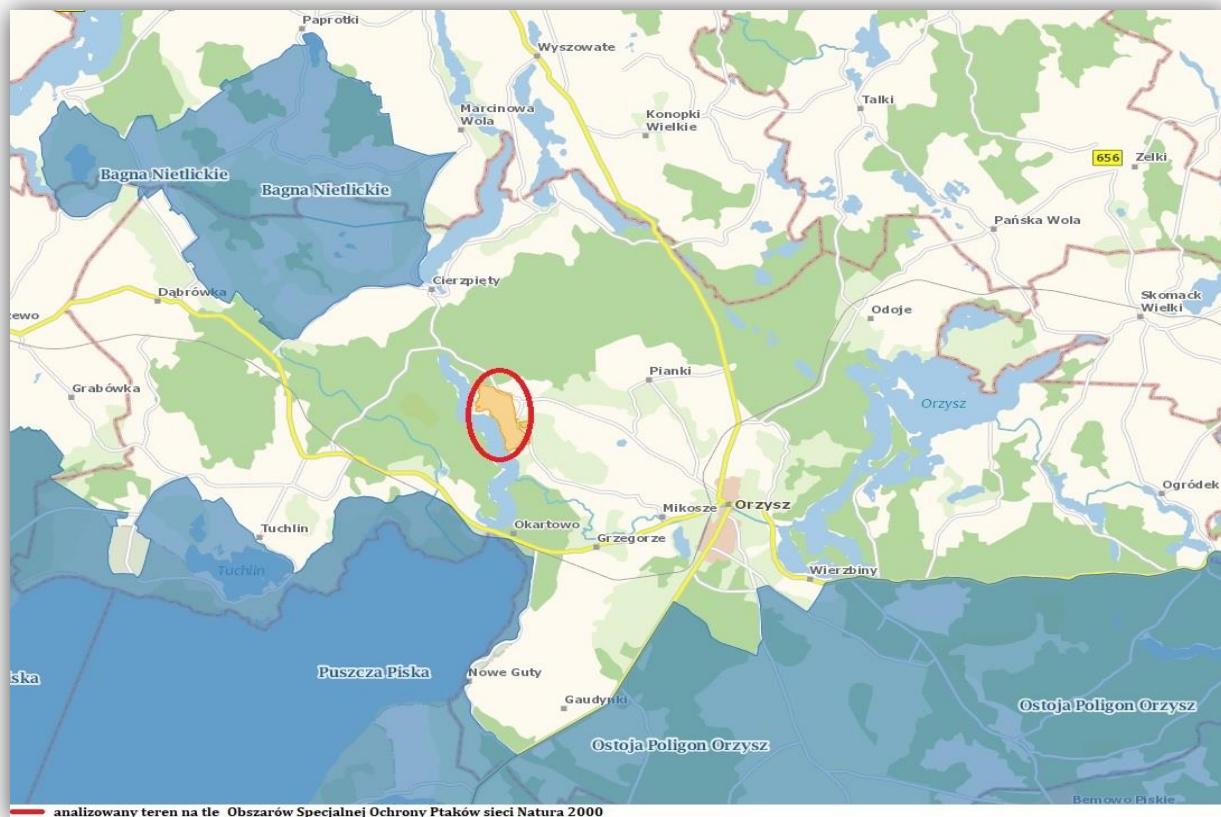 Paprotki
Wyszowate
Marcinowa
Wola
Konopki
Wielkie
Talki
656
Zelki
Bagna Nietlickie
Bagna Nietlickie
Pańska Wola
Cierzpięty
Dąbrówka
zewo
Odoje
Skomack
Wielki
Grabówka
Pianki
Orzysz
Ogródek
Mikosze
Orzysz
Tuchlin
Okartowo
Grzegorze
Tuchlin
Wierzbiny
iska
Puszcza Piska
Nowe Guty
Gaudynki
Ostoja Poligon Orzysz
Ostoja Poligon Orzysz
Bemowo Piskie
analizowany teren na tle Obszarów Specjalnej Ochrony Ptaków sieci Natura 2000